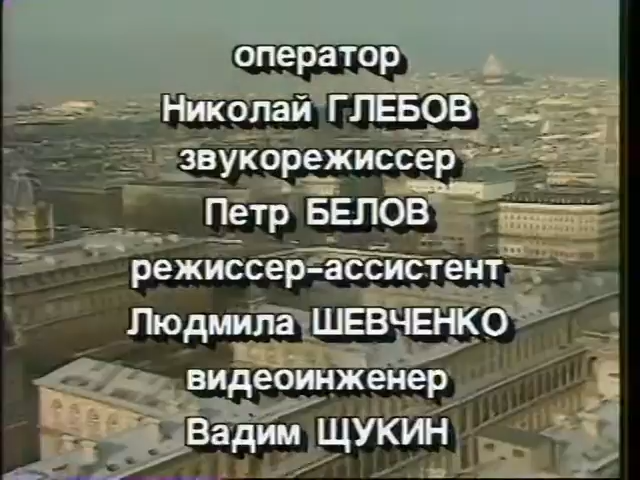 оператор
Николай ГЛЕБОВ
звукорежиссер
Петр БЕЛОВ
режиссер-ассистент
Людмила ШЕВЧЕНКО
видеоинженер
Вадим ЩУКИН